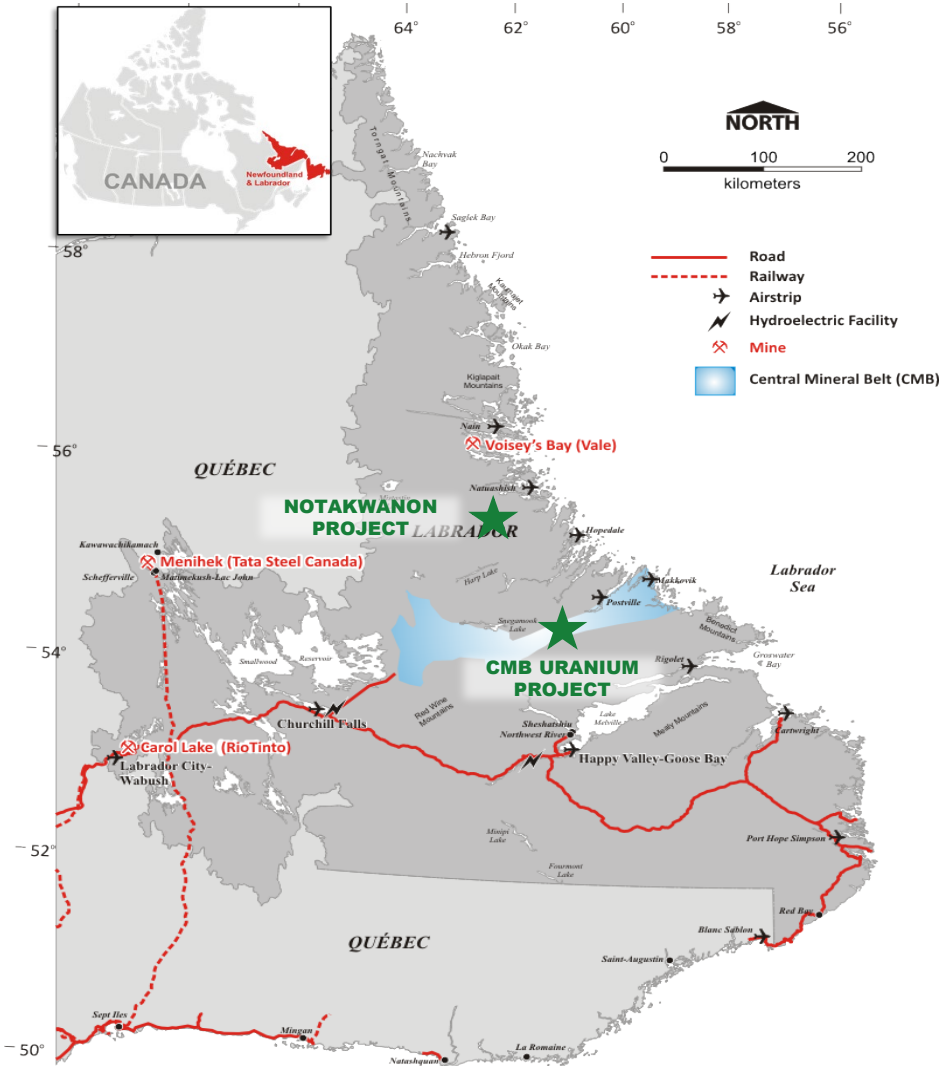 64°
62°
60°
56°
CANADA
Newfoundland
& Labrador
NORTH
0
100
200
kilometers
Torngat Mountains
Nachvak
Bay
Saglek Bay
58°
Hebron Fjord
Kaumajet
Mountains
Road
Railway
Airstrip
Hydroelectric Facility
Mine
Central Mineral Belt (CMB)
Okak Bay
Kiglapait
Mountains
Nain
56°
Voisey's Bay (Vale)
QUÉBEC
Natuashish
NOTAKWANON
PROJECT
LABRADOR
Hopedale
Kawawachikamach
Menihek (Tata Steel Canada)
Schefferville
Matimekush-Lac John
Harp Lake
Makkovik
Labrador
Sea
Postville
Snegamook
Lake
Benedict
Mountains
54°
Smallwood
Reservoir
CMB URANIUM
PROJECT
Rigolet
Groswater
Bay
Red Wine
Mountains
Churchill Falls
Sheshatshiu
Northwest River
Lake
Melville
Mealy Mountains
Cartwright
Carol Lake (RioTinto)
Labrador City-
Wabush
Happy Valley-Goose Bay
52°
Minipi
Lake
Port Hope Simpson
Fourmont
Lake
Red Bay
Blanc Sablon
QUÉBEC
Saint-Augustin
Sept Iles
Mingan
50°
La Romaine
Natashquan